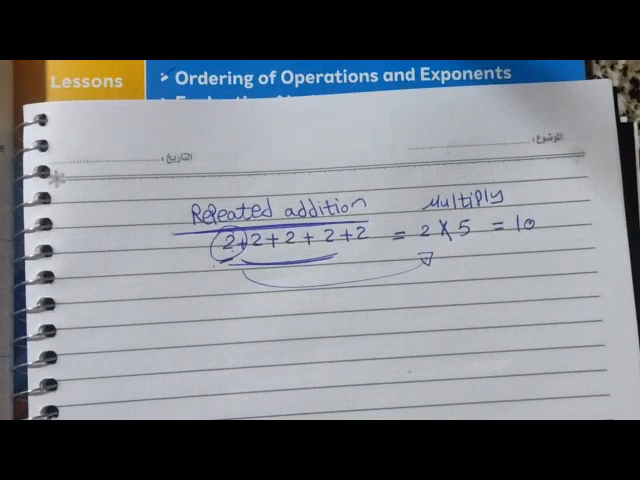 Lessons
Ordering of Operations and Exponents
الموضوع:
التاريخ:
Repeated addition Multiply
2+2+2+2+2 = 2 X 5 = 10